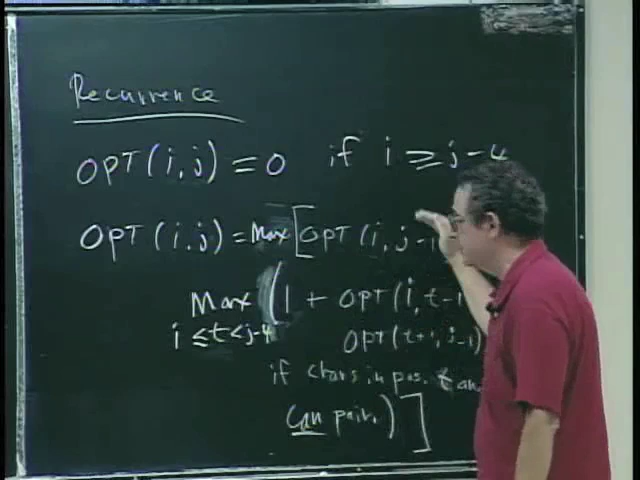 Recurrence
OPT(i,j) = 0 if i ≥ j-4
OPT(i,j) = Max [OPT(i, j-1
Max (1 + OPT(i, t-1
i ≤ t < j-4 OPT(t+1, j-1)
if chars in pos. t an
can pair.) ]